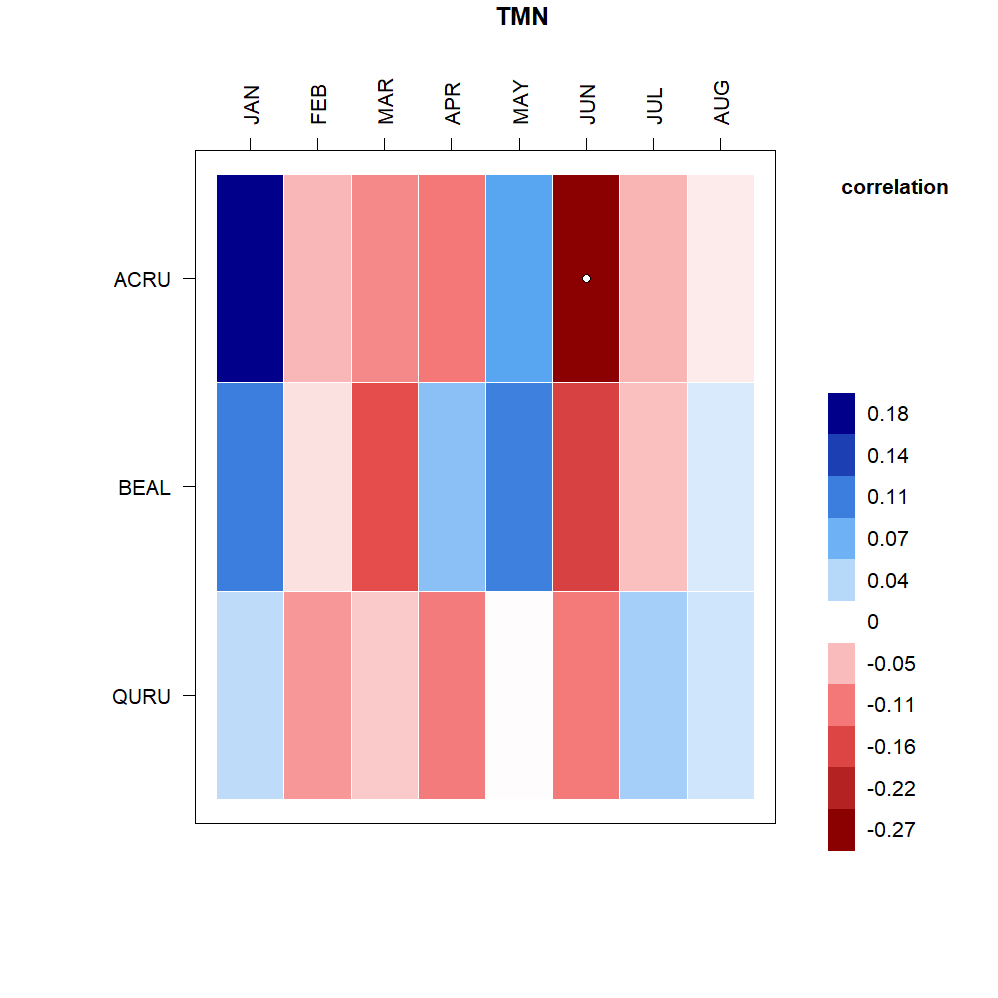 TMN
JAN FEB MAR APR MAY JUN JUL AUG
correlation
ACRU
BEAL
QURU
0.18
0.14
0.11
0.07
0.04
0
-0.05
-0.11
-0.16
-0.22
-0.27